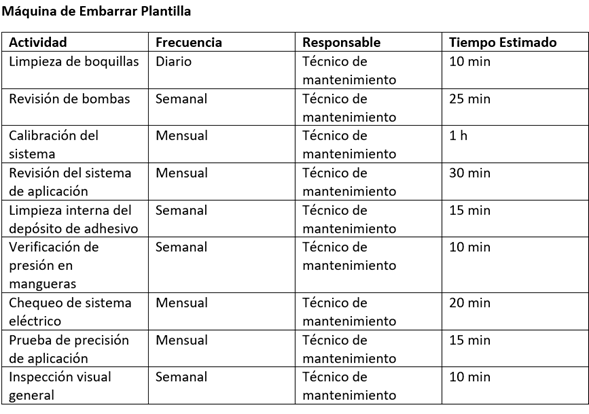 Máquina de Embarrar Plantilla
Actividad Frecuencia Responsable Tiempo Estimado
Limpieza de boquillas Diario Técnico de mantenimiento 10 min
Revisión de bombas Semanal Técnico de mantenimiento 25 min
Calibración del sistema Mensual Técnico de mantenimiento 1 h
Revisión del sistema de aplicación Mensual Técnico de mantenimiento 30 min
Limpieza interna del depósito de adhesivo Semanal Técnico de mantenimiento 15 min
Verificación de presión en mangueras Semanal Técnico de mantenimiento 10 min
Chequeo de sistema eléctrico Mensual Técnico de mantenimiento 20 min
Prueba de precisión de aplicación Mensual Técnico de mantenimiento 15 min
Inspección visual general Semanal Técnico de mantenimiento 10 min